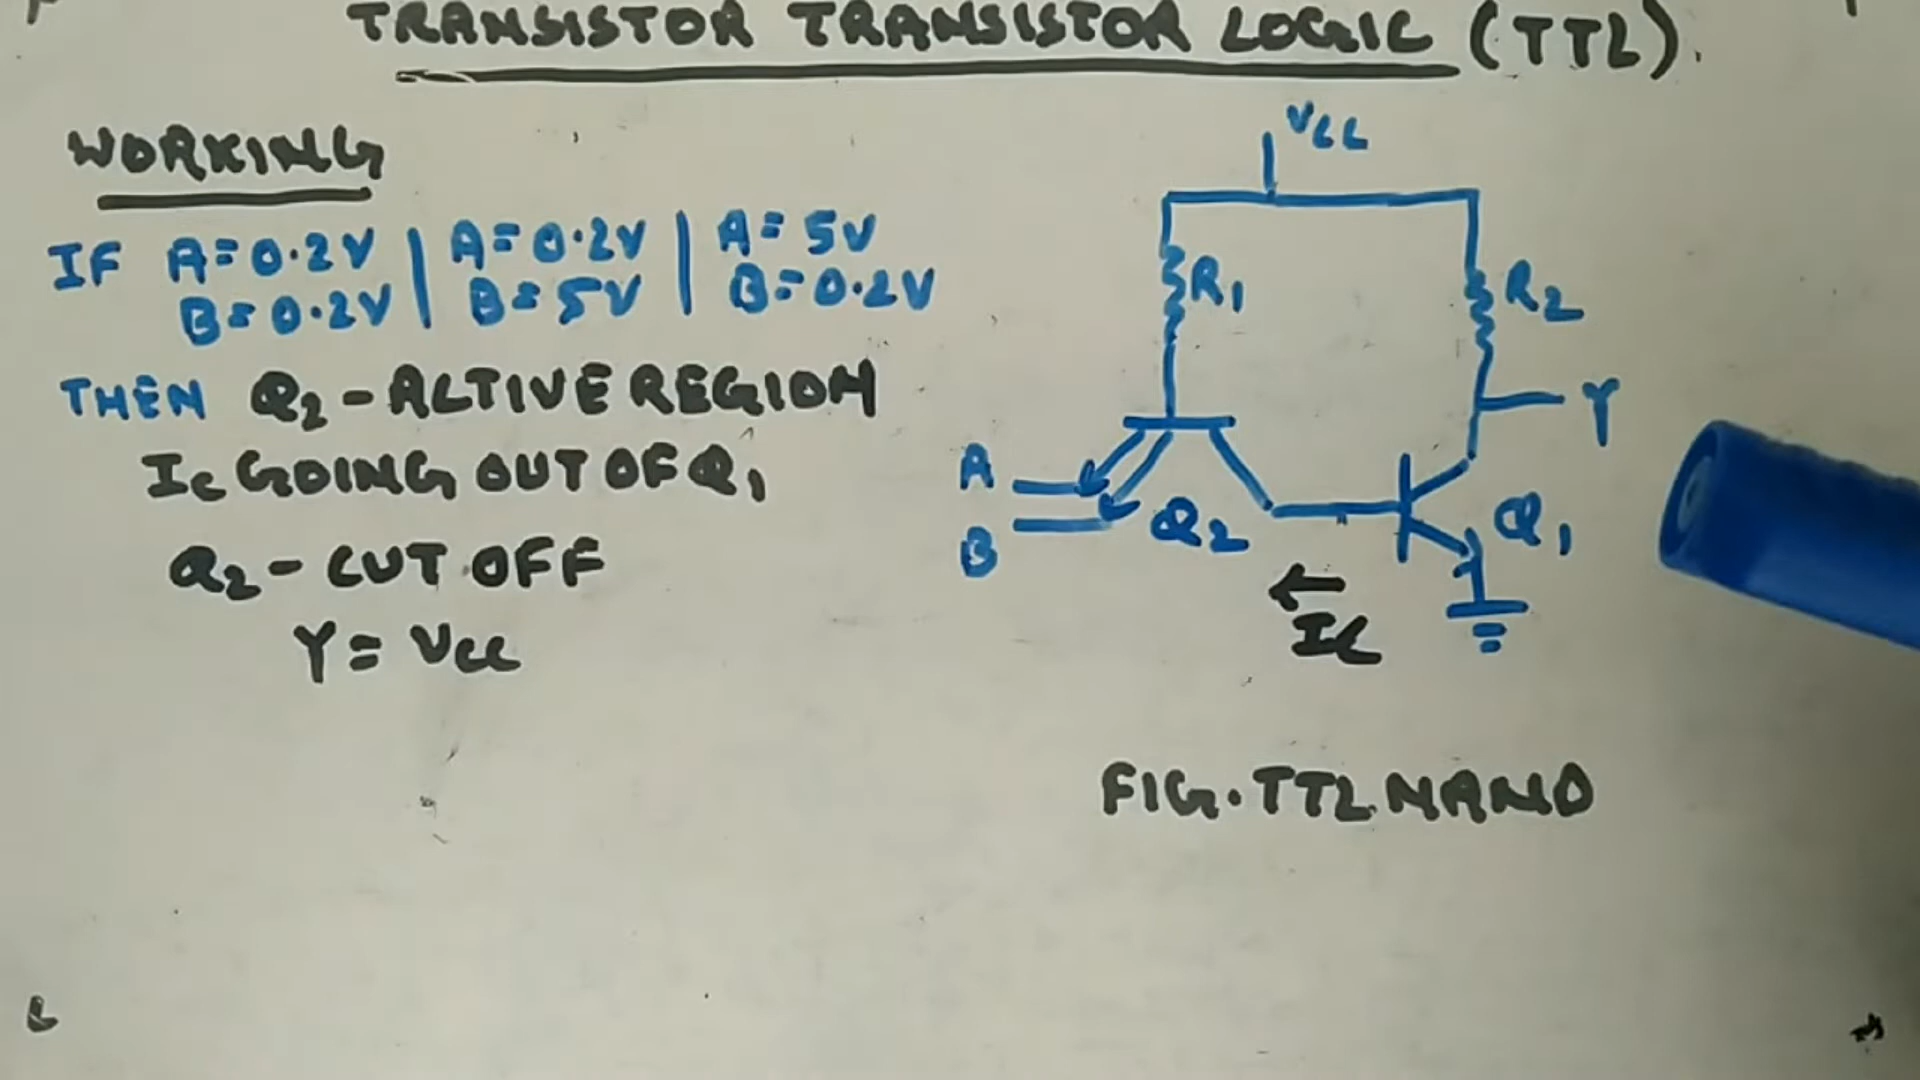 TRANSISTOR TRANSISTOR LOGIC (TTL).
WORKING
IF A=0.2V | A=0.2V | A=5V
B=0.2V | B=5V | B=0.2V
THEN Q2-ACTIVE REGION
Ic GOING OUT OF Q1
Q2-CUT OFF
Y=Vcc
Vcc
R1
R2
Y
A
B
Q2
Q1
Ic
FIG.TTL NAND